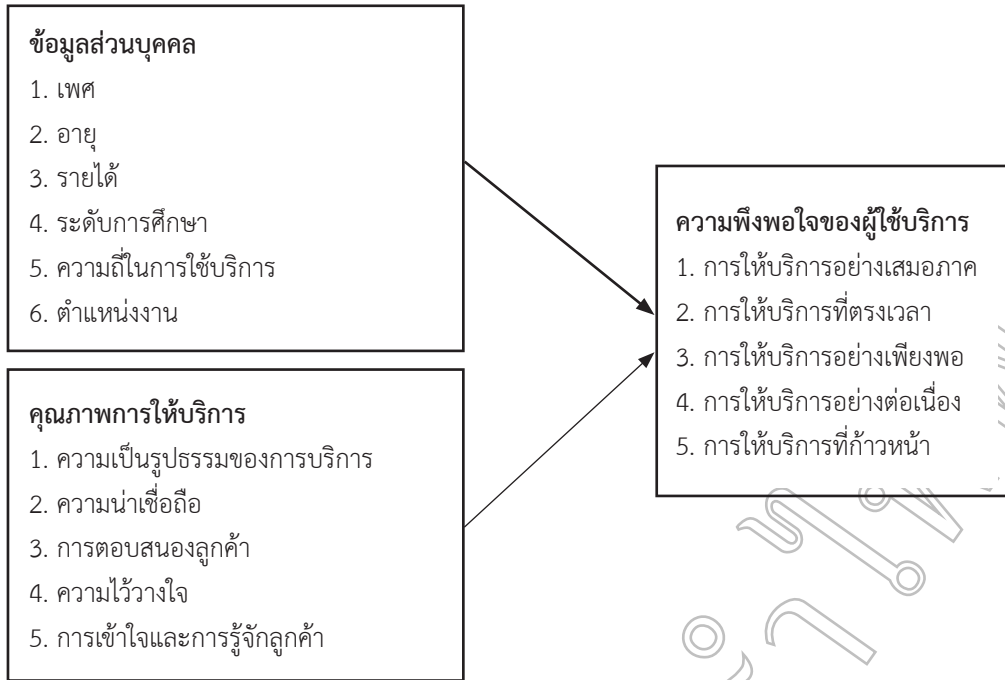 ข้อมูลส่วนบุคคล
1. เพศ
2. อายุ
3. รายได้
4. ระดับการศึกษา
5. ความถี่ในการใช้บริการ
6. ตำแหน่งงาน
คุณภาพการให้บริการ
1. ความเป็นรูปธรรมของการบริการ
2. ความน่าเชื่อถือ
3. การตอบสนองลูกค้า
4. ความไว้วางใจ
5. การเข้าใจและการรู้จักลูกค้า
ความพึงพอใจของผู้ใช้บริการ
1. การให้บริการอย่างเสมอภาค
2. การให้บริการที่ตรงเวลา
3. การให้บริการอย่างเพียงพอ
4. การให้บริการอย่างต่อเนื่อง
5. การให้บริการที่ก้าวหน้า